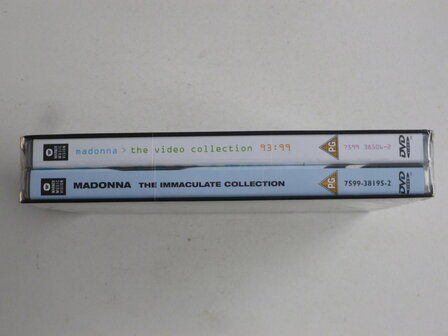 madonna > the video collection 93:99 PG 7599 38506-2 DVD
MADONNA THE IMMACULATE COLLECTION PG 7599-38195-2 DVD